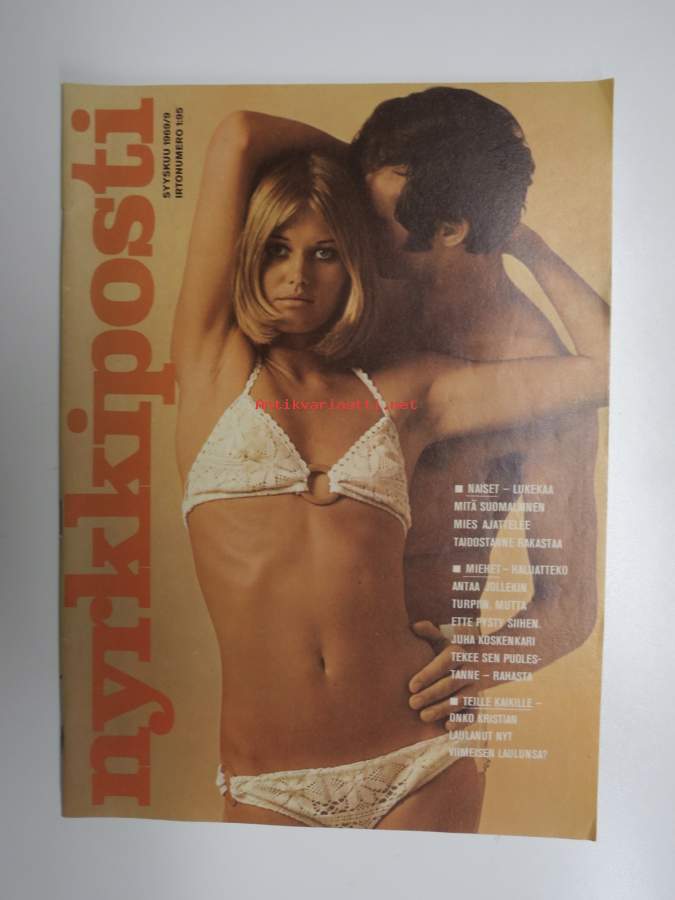 nyrkkiposti
SYYSKUU 1969/9
IRTONUMERO 1:95
Antikvariaatti.net
■ NAISET – LUKEKAA
MITÄ SUOMALAINEN
MIES AJATTELEE
TAIDOSTANNE RAKASTAA
■ MIEHET – HALUATTEKO
ANTAA JOLLEKIN
TURPIIN, MUTTA
ETTE PYSTY SIIHEN.
JUHA KOSKENKARI
TEKEE SEN PUOLES-
TANNE – RAHASTA
■ TEILLE KAIKILLE –
ONKO KRISTIAN
LAULANUT NYT
VIIMEISEN LAULUNSA?